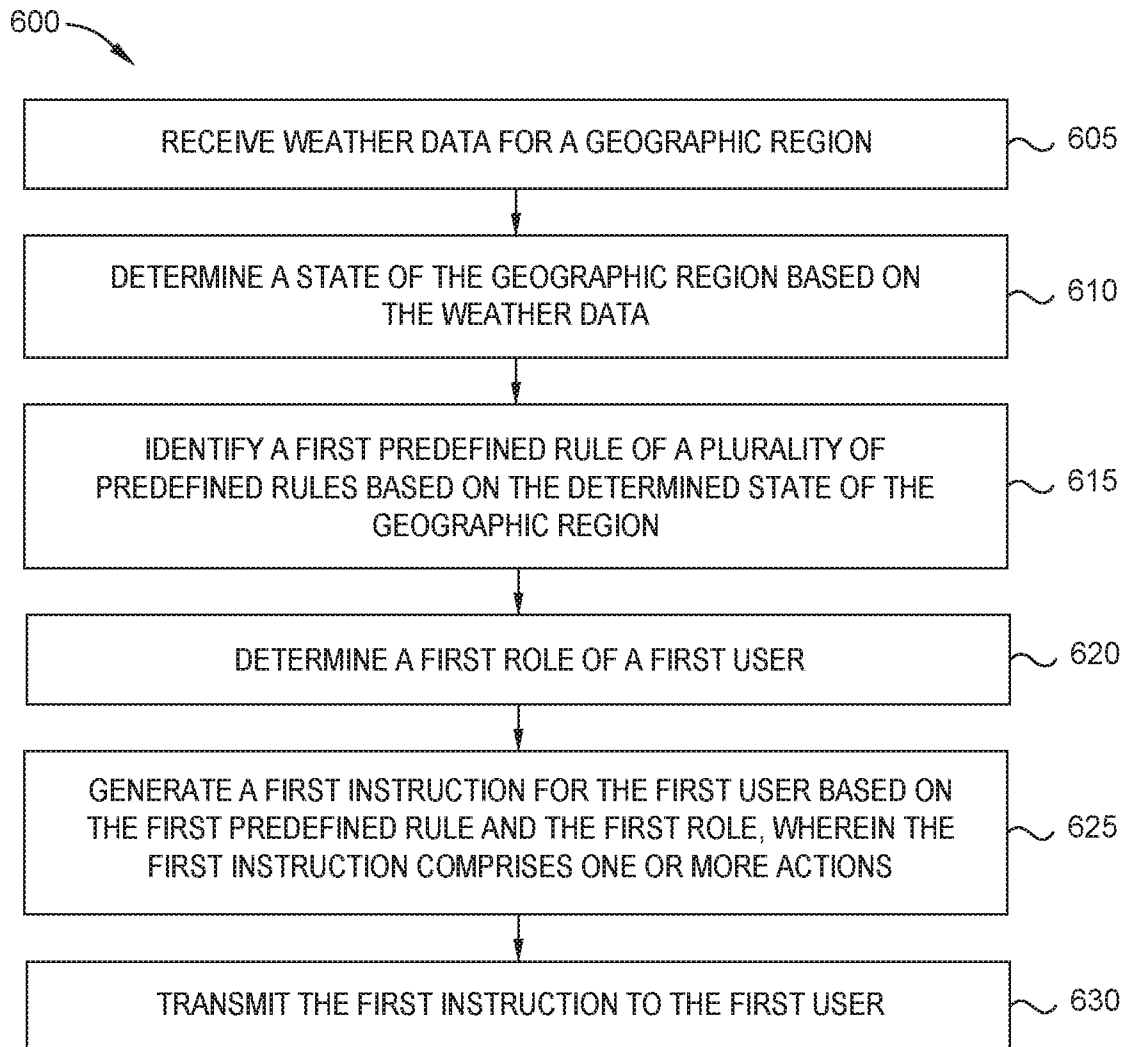 600
RECEIVE WEATHER DATA FOR A GEOGRAPHIC REGION
605
DETERMINE A STATE OF THE GEOGRAPHIC REGION BASED ON
THE WEATHER DATA
610
IDENTIFY A FIRST PREDEFINED RULE OF A PLURALITY OF
PREDEFINED RULES BASED ON THE DETERMINED STATE OF THE
GEOGRAPHIC REGION
615
DETERMINE A FIRST ROLE OF A FIRST USER
620
GENERATE A FIRST INSTRUCTION FOR THE FIRST USER BASED ON
THE FIRST PREDEFINED RULE AND THE FIRST ROLE, WHEREIN THE
FIRST INSTRUCTION COMPRISES ONE OR MORE ACTIONS
625
TRANSMIT THE FIRST INSTRUCTION TO THE FIRST USER
630